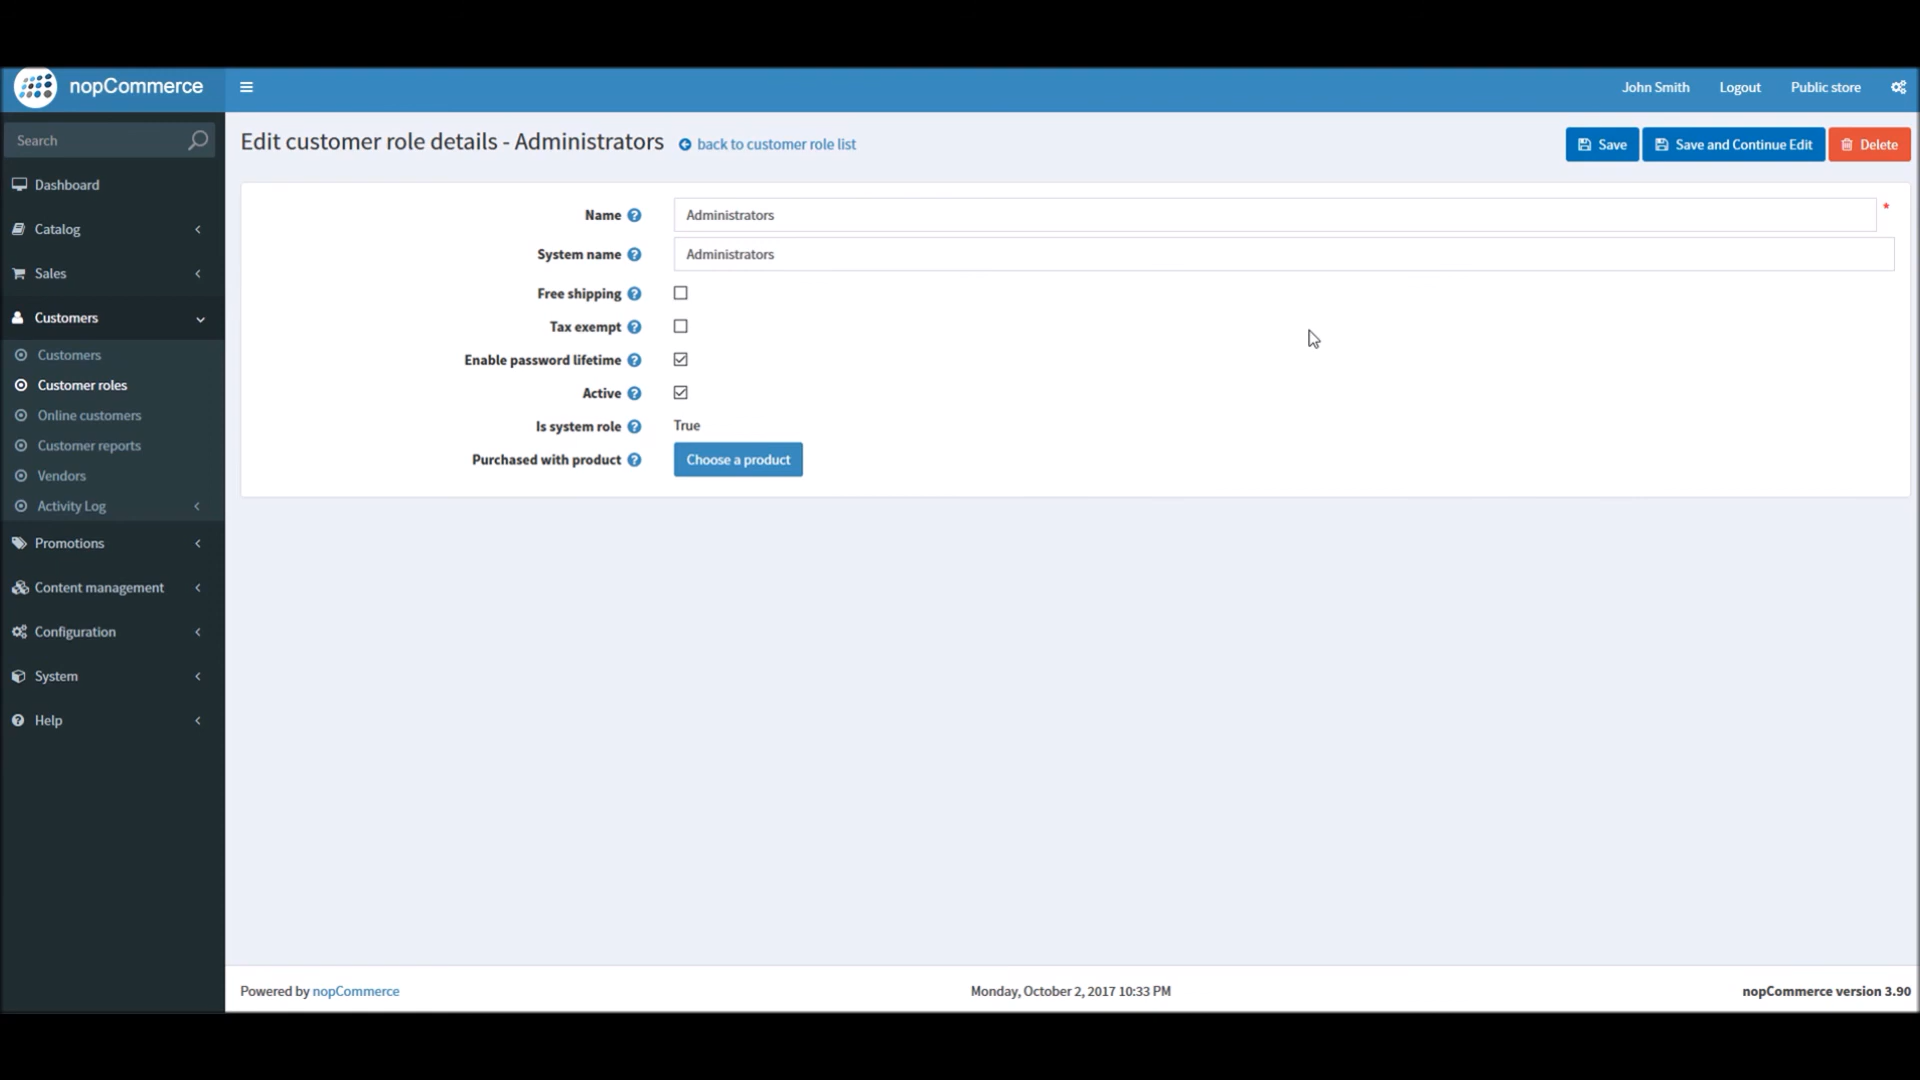 nopCommerce
John Smith Logout Public store
Search
Edit customer role details - Administrators back to customer role list
Save Save and Continue Edit Delete
Dashboard
Catalog
Sales
Customers
Customers
Customer roles
Online customers
Customer reports
Vendors
Activity Log
Promotions
Content management
Configuration
System
Help
Name Administrators *
System name Administrators
Free shipping
Tax exempt
Enable password lifetime
Active
Is system role True
Purchased with product Choose a product
Powered by nopCommerce Monday, October 2, 2017 10:33 PM nopCommerce version 3.90